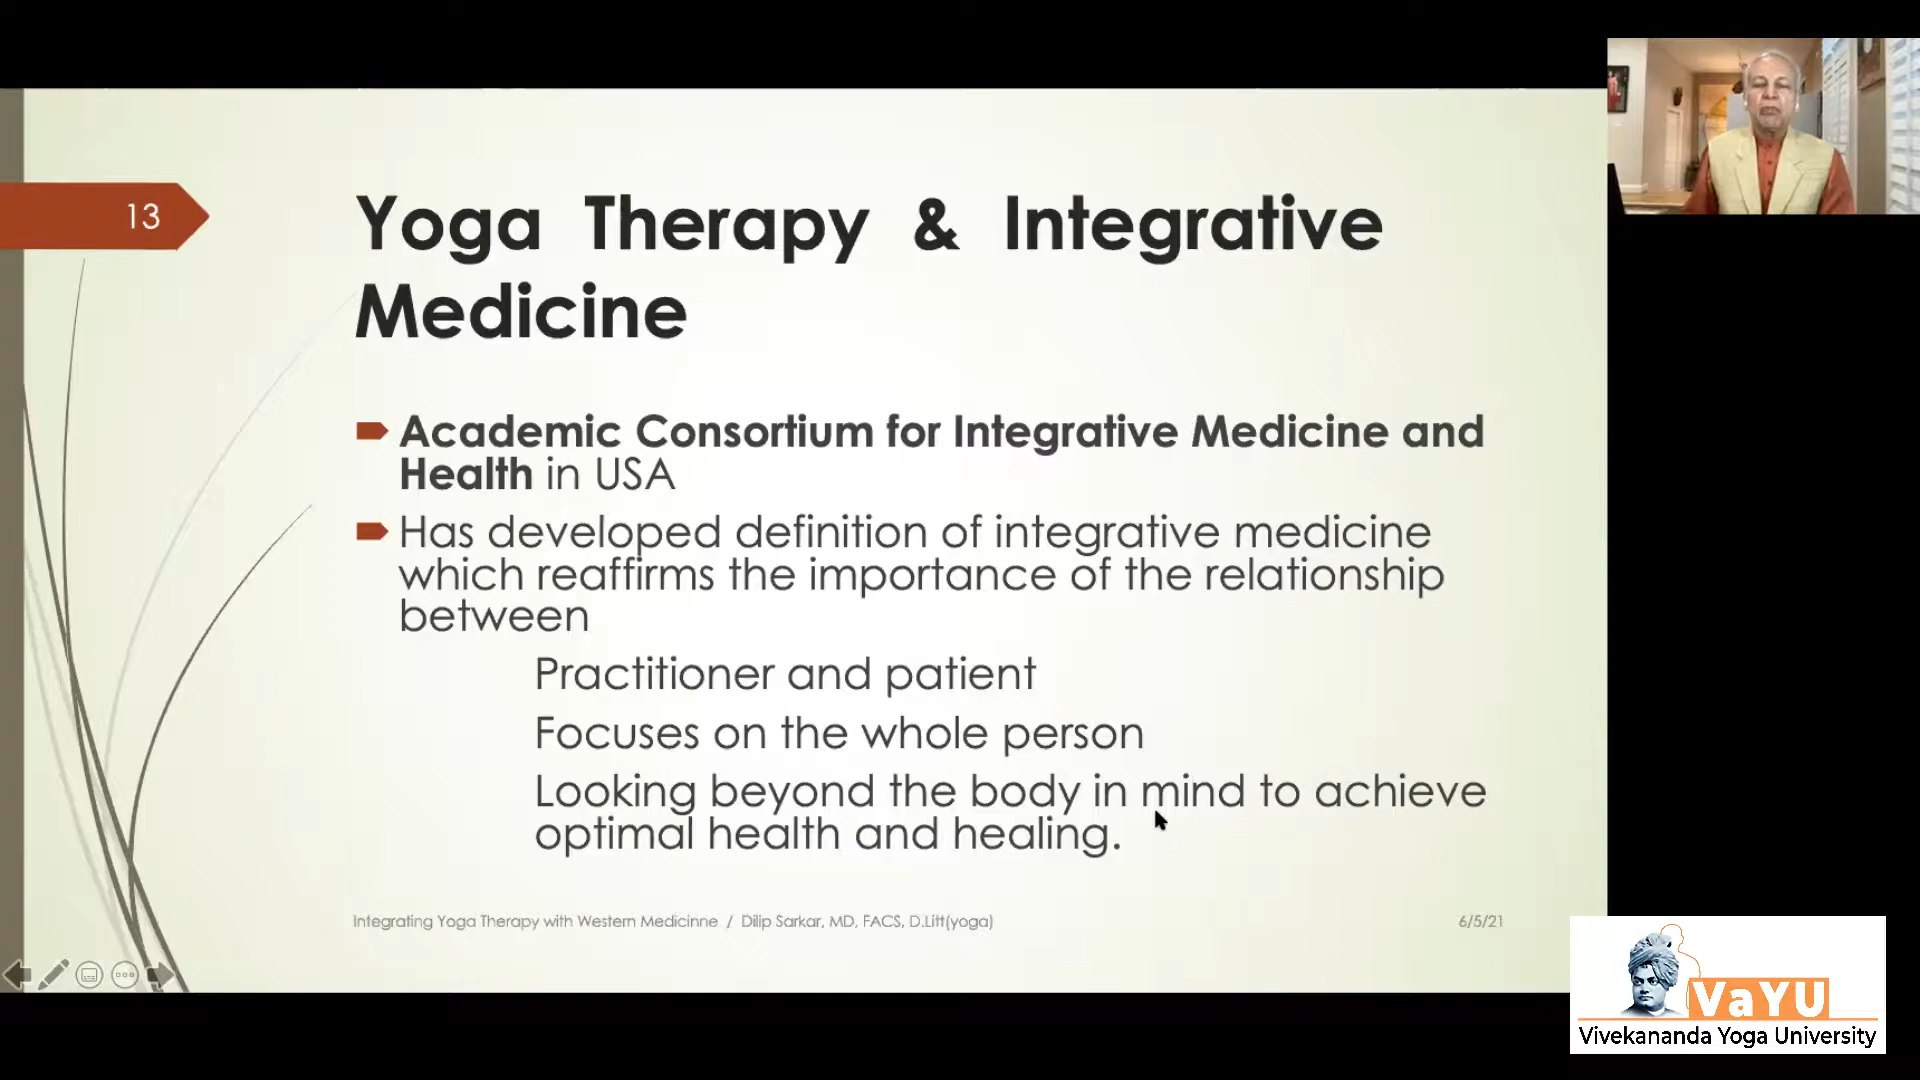 13
Yoga Therapy & Integrative
Medicine
Academic Consortium for Integrative Medicine and
Health in USA
Has developed definition of integrative medicine
which reaffirms the importance of the relationship
between
Practitioner and patient
Focuses on the whole person
Looking beyond the body in mind to achieve
optimal health and healing.
Integrating Yoga Therapy with Western Medicinne / Dilip Sarkar, MD, FACS, D.Litt(yoga)
6/5/21
VaYU
Vivekananda Yoga University